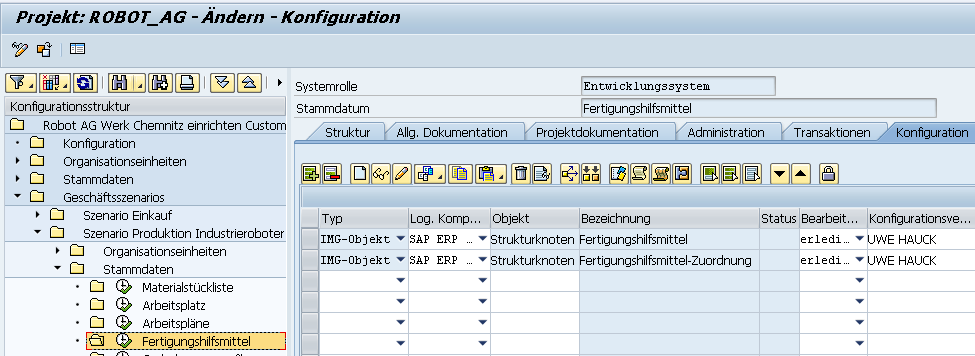 Projekt: ROBOT_AG - Ändern - Konfiguration
Systemrolle Entwicklungssystem
Stammdatum Fertigungshilfsmittel
Konfigurationsstruktur
Robot AG Werk Chemnitz einrichten Custom
Konfiguration
Organisationseinheiten
Stammdaten
Geschäftsszenarios
Szenario Einkauf
Szenario Produktion Industrieroboter
Organisationseinheiten
Stammdaten
Materialstückliste
Arbeitsplatz
Arbeitspläne
Fertigungshilfsmittel
Struktur Allg. Dokumentation Projektdokumentation Administration Transaktionen Konfiguration
Typ Log. Komp... Objekt Bezeichnung Status Bearbeit... Konfigurationsve...
IMG-Objekt SAP ERP ... Strukturknoten Fertigungshilfsmittel erledi... UWE HAUCK
IMG-Objekt SAP ERP ... Strukturknoten Fertigungshilfsmittel-Zuordnung erledi... UWE HAUCK